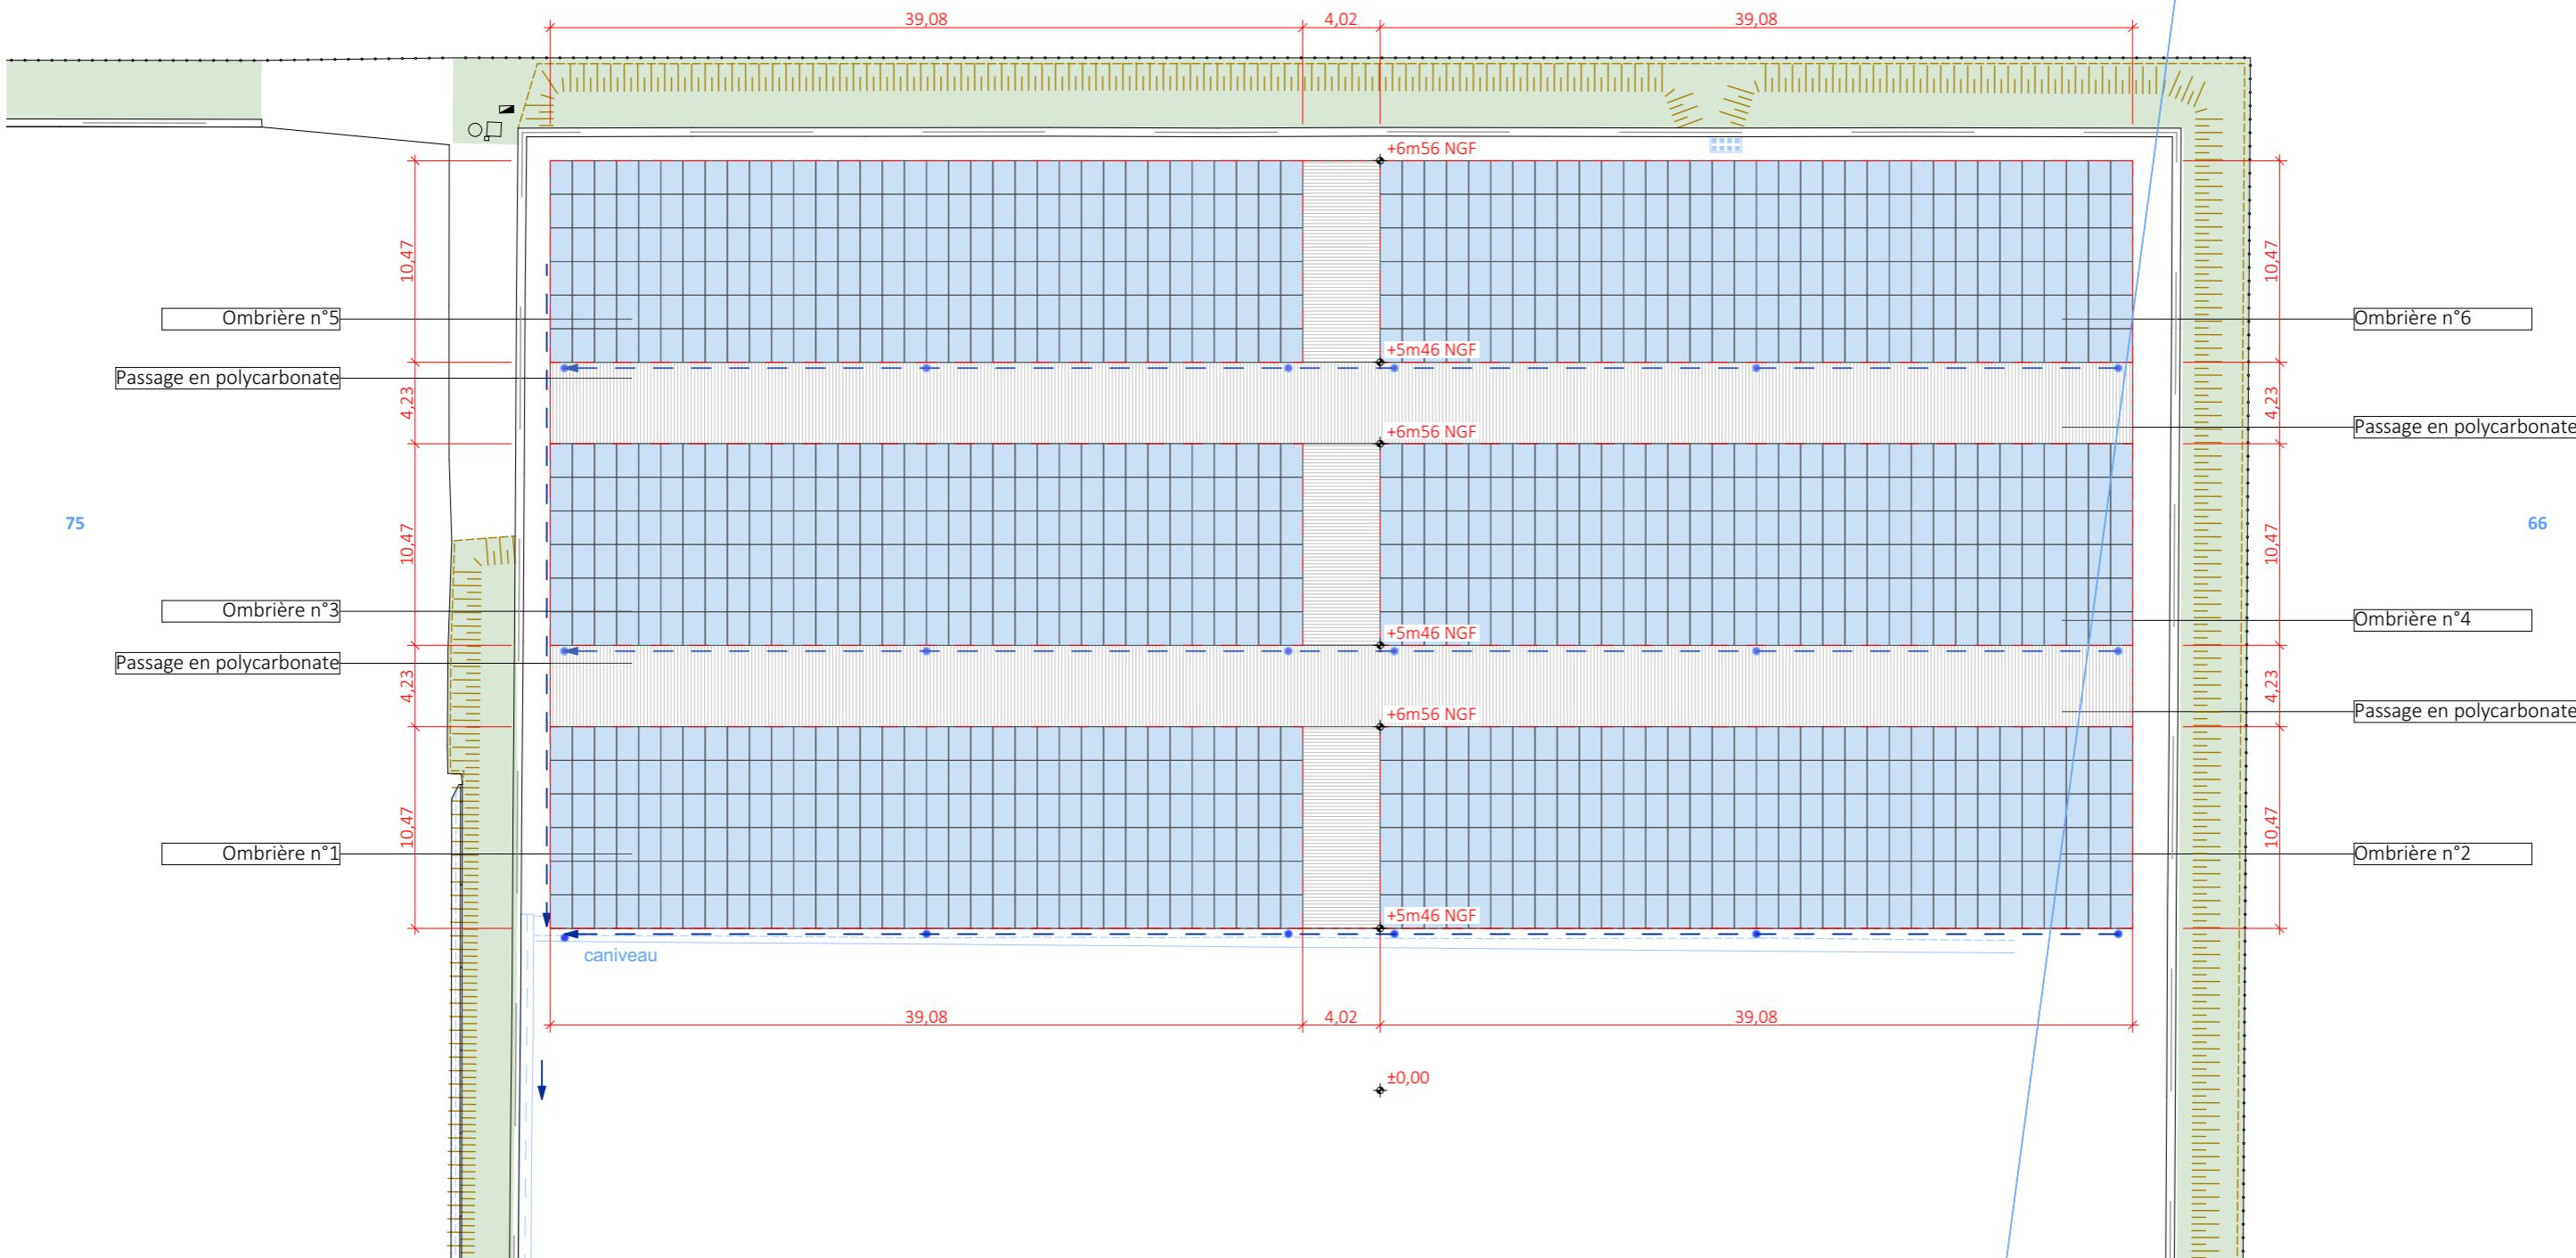 39,08 4,02 39,08
+6m56 NGF
10,47 10,47
Ombrière n°5 Ombrière n°6
+5m46 NGF
Passage en polycarbonate
4,23 4,23
Passage en polycarbonate
+6m56 NGF
75 66
10,47 10,47
Ombrière n°3 Ombrière n°4
+5m46 NGF
Passage en polycarbonate
4,23 4,23
Passage en polycarbonate
+6m56 NGF
10,47 10,47
Ombrière n°1 Ombrière n°2
+5m46 NGF
caniveau
39,08 4,02 39,08
±0,00